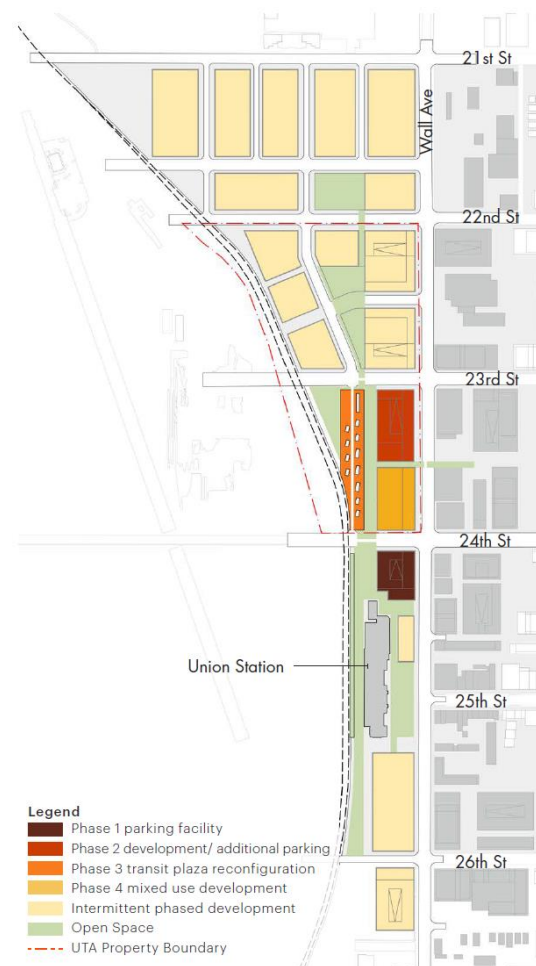 21st St
Wall Ave
22nd St
23rd St
24th St
Union Station
25th St
Legend
Phase 1 parking facility
Phase 2 development/ additional parking
26th St
Phase 3 transit plaza reconfiguration
Phase 4 mixed use development
Intermittent phased development
Open Space
UTA Property Boundary